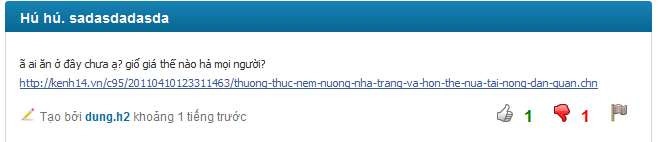 Hú hú. sadasdadasda
ã ai ăn ở đây chưa ạ? giố giá thế nào hả mọi người?
http://kenh14.vn/c95/20110410123311463/thuong-thuc-nem-nuong-nha-trang-va-hon-the-nua-tai-nong-dan-quan.chn
Tạo bởi dung.h2 khoảng 1 tiếng trước 1 1